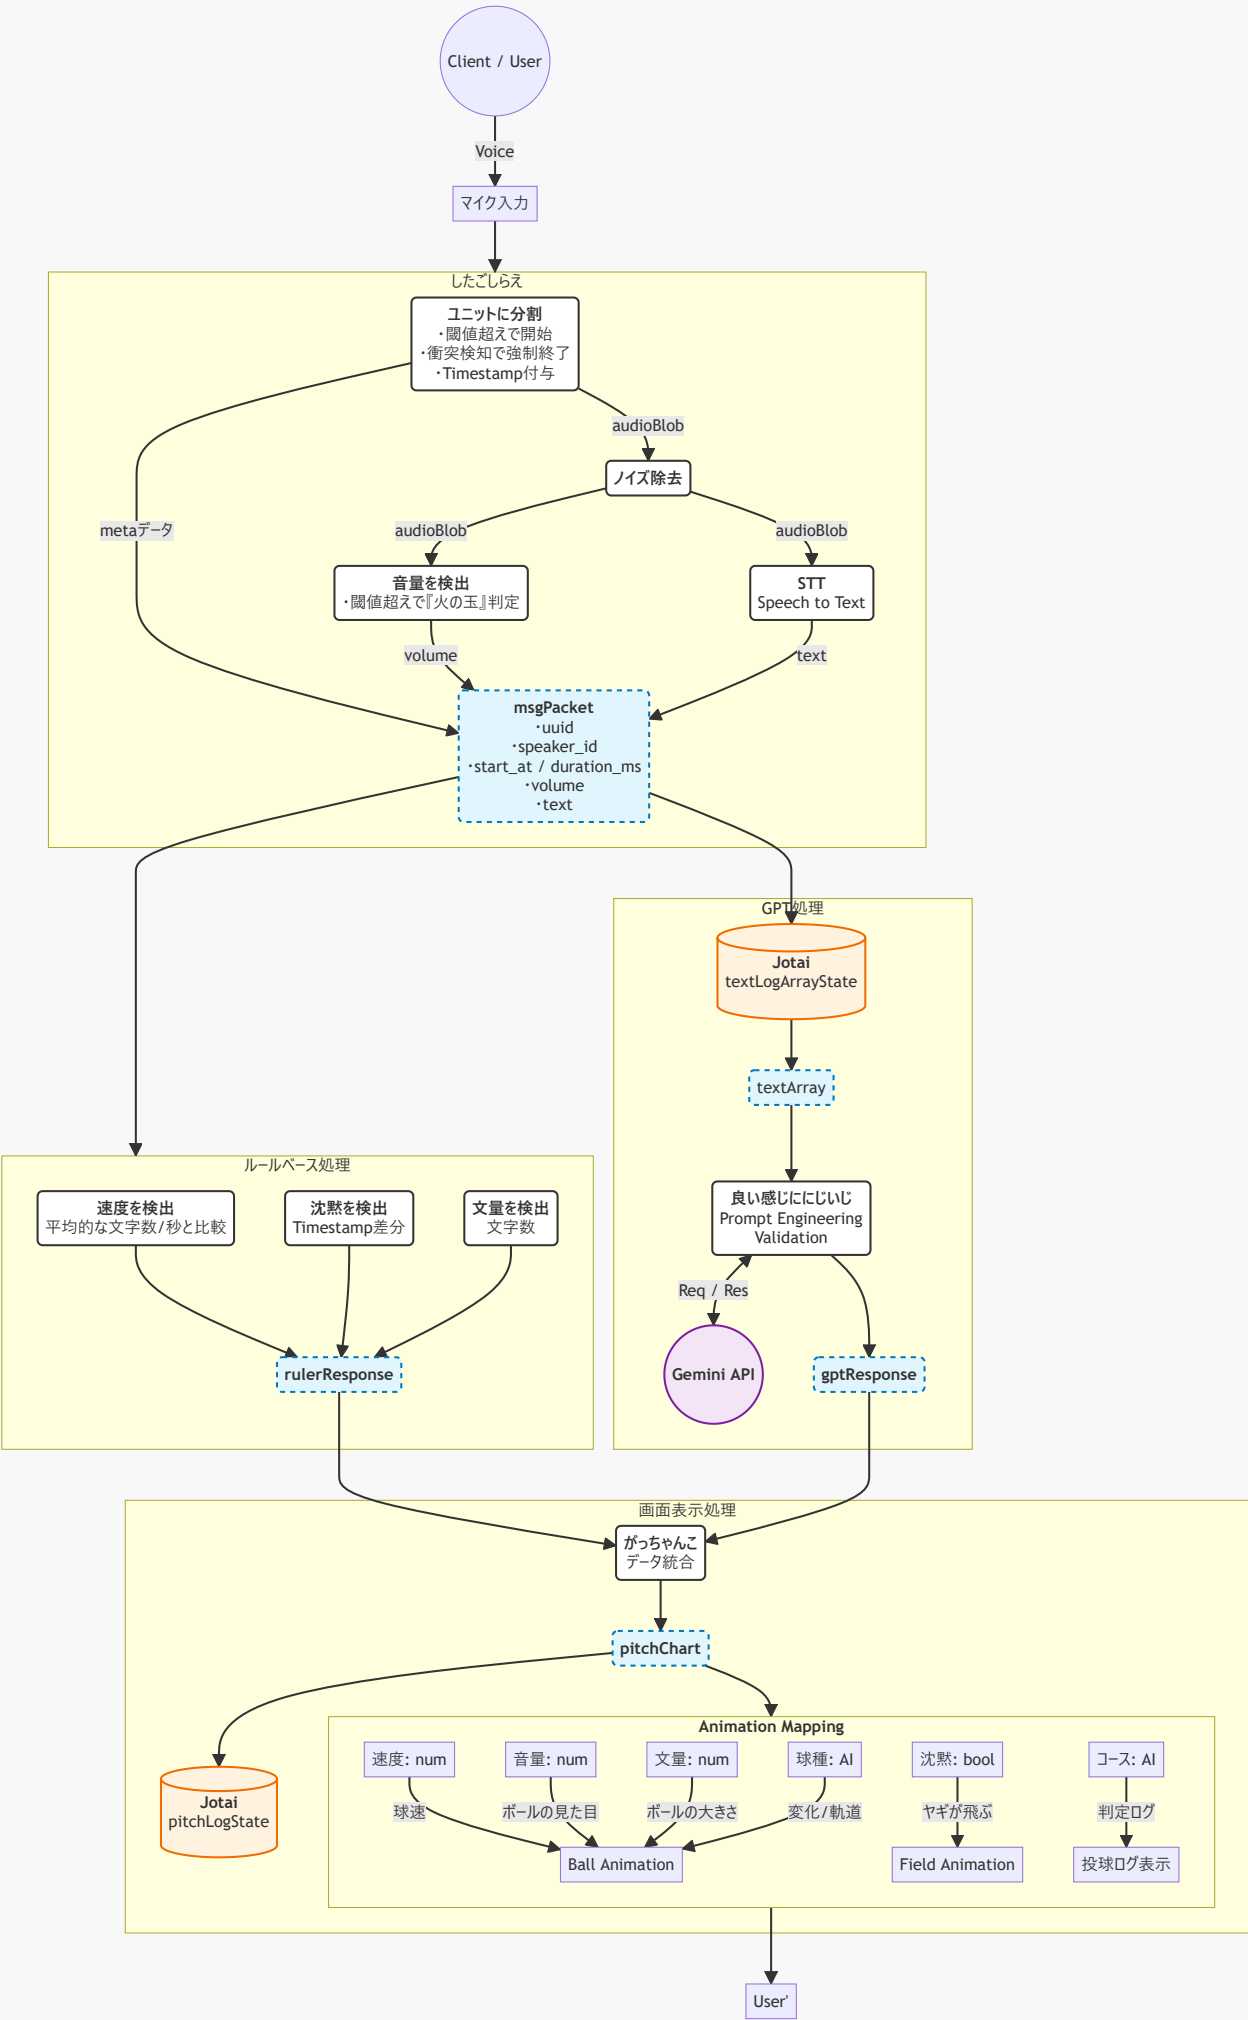 Client / User
Voice
マイク入力
したごしらえ
ユニットに分割
・閾値超えで開始
・衝突検知で強制終了
・Timestamp付与
audioBlob
ノイズ除去
metaデータ
audioBlob
audioBlob
音量を検出
・閾値超えで『火の玉』判定
STT
Speech to Text
volume
text
msgPacket
・uuid
・speaker_id
・start_at / duration_ms
・volume
・text
GPT処理
Jotai
textLogArrayState
textArray
ルールベース処理
速度を検出
平均的な文字数/秒と比較
沈黙を検出
Timestamp差分
文量を検出
文字数
良い感じににじいじ
Prompt Engineering
Validation
Req / Res
rulerResponse
Gemini API
gptResponse
画面表示処理
がっちゃんこ
データ統合
pitchChart
Animation Mapping
速度: num
音量: num
文量: num
球種: AI
沈黙: bool
コース: AI
Jotai
pitchLogState
球速
ボールの見た目
ボールの大きさ
変化/軌道
ヤギが飛ぶ
判定ログ
Ball Animation
Field Animation
投球ログ表示
User'